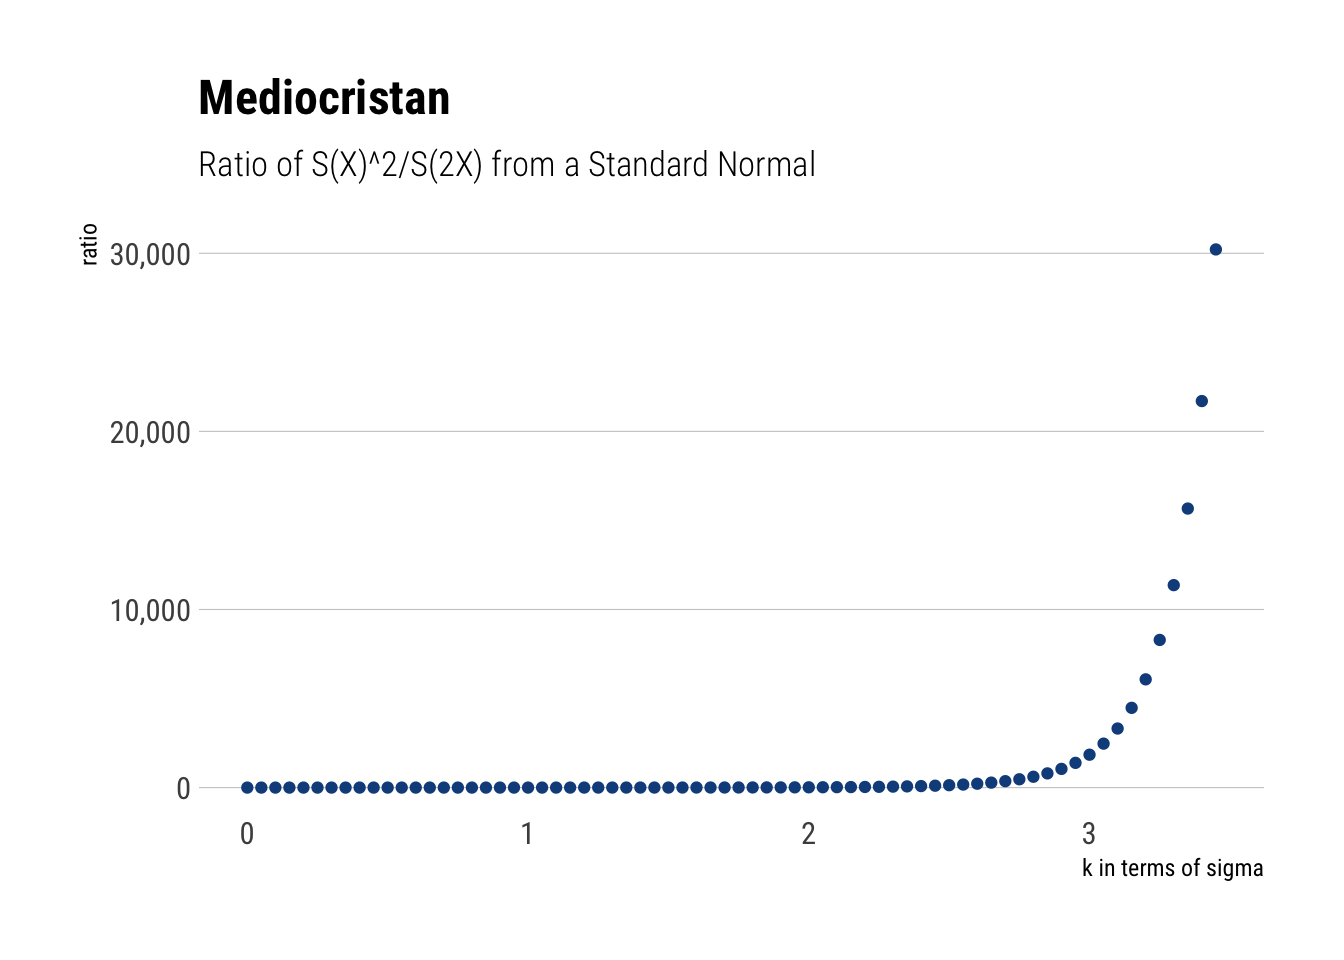 Mediocristan
Ratio of S(X)^2/S(2X) from a Standard Normal
ratio
30,000
20,000
10,000
0
0 1 2 3
k in terms of sigma